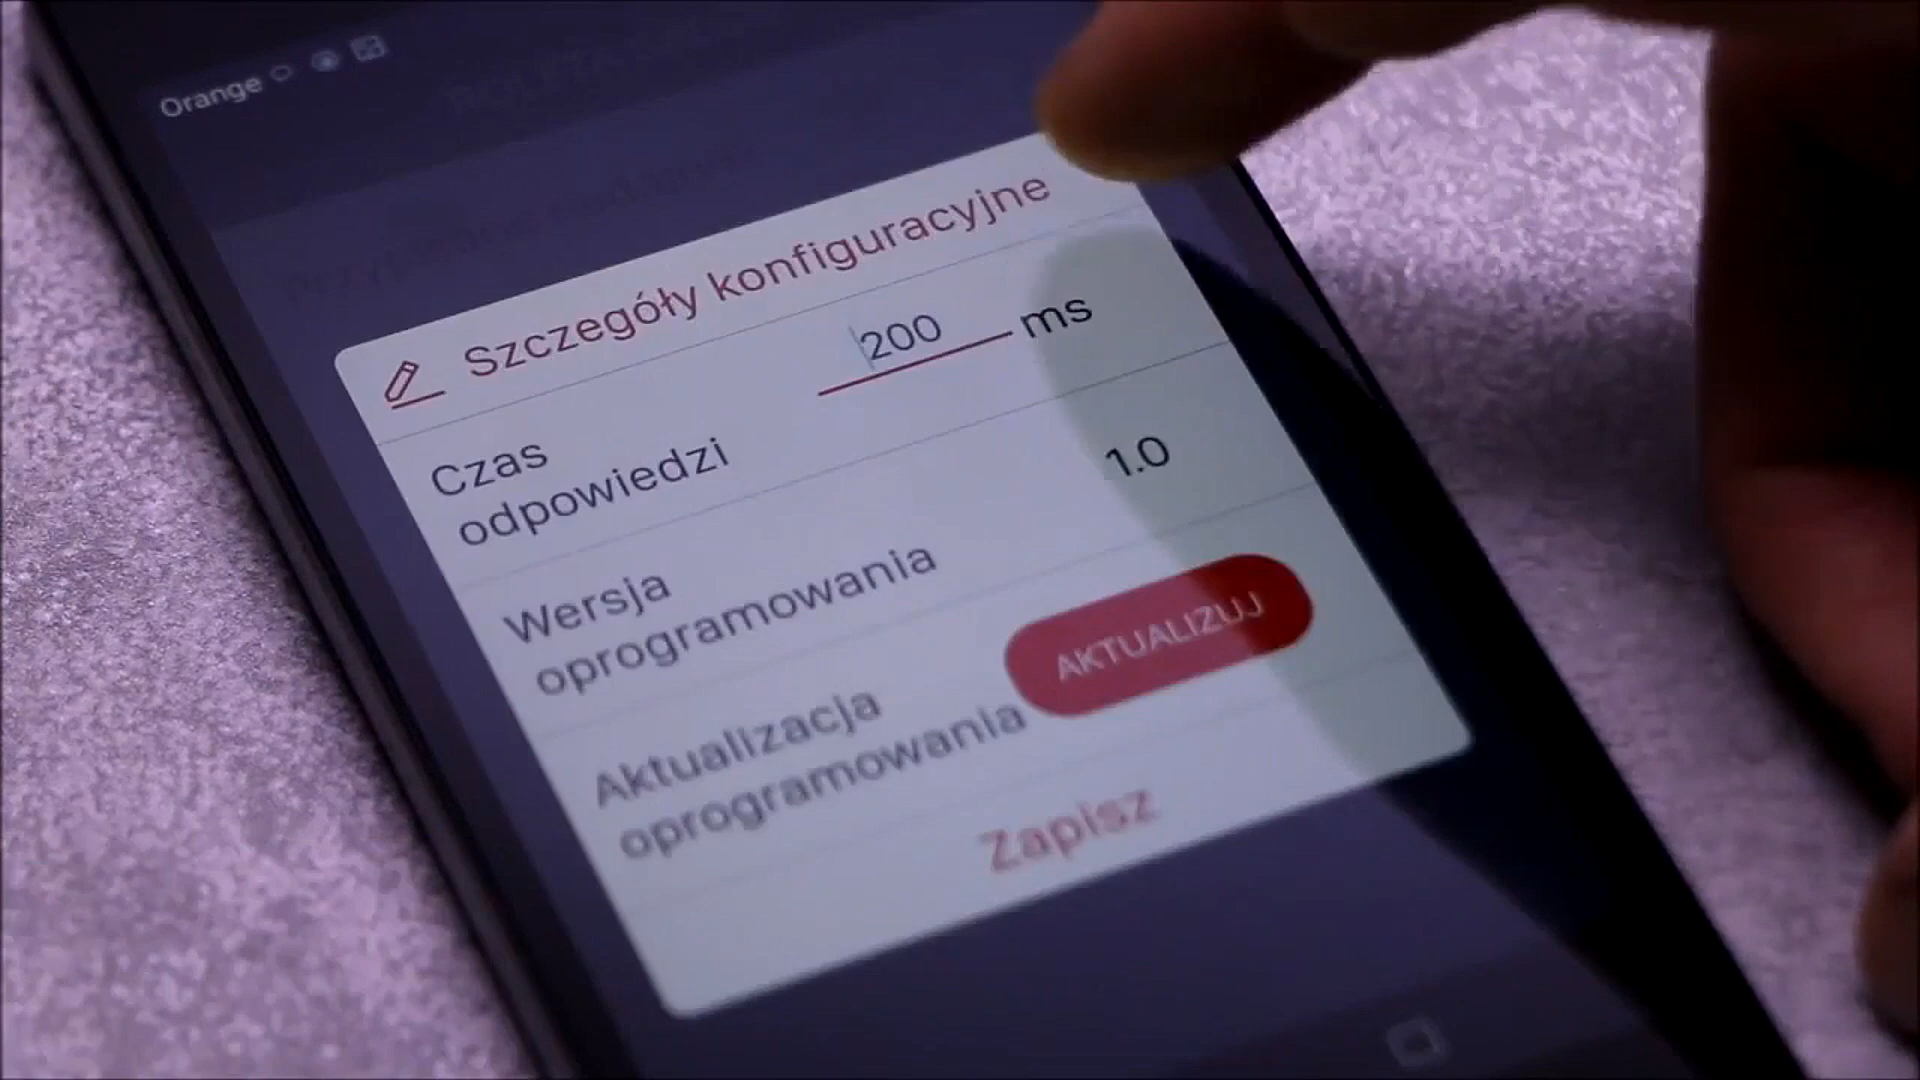 Orange
Szczegóły konfiguracyjne
Czas
odpowiedzi
200 ms
Wersja
oprogramowania
1.0
Aktualizacja
oprogramowania
AKTUALIZUJ
Zapisz